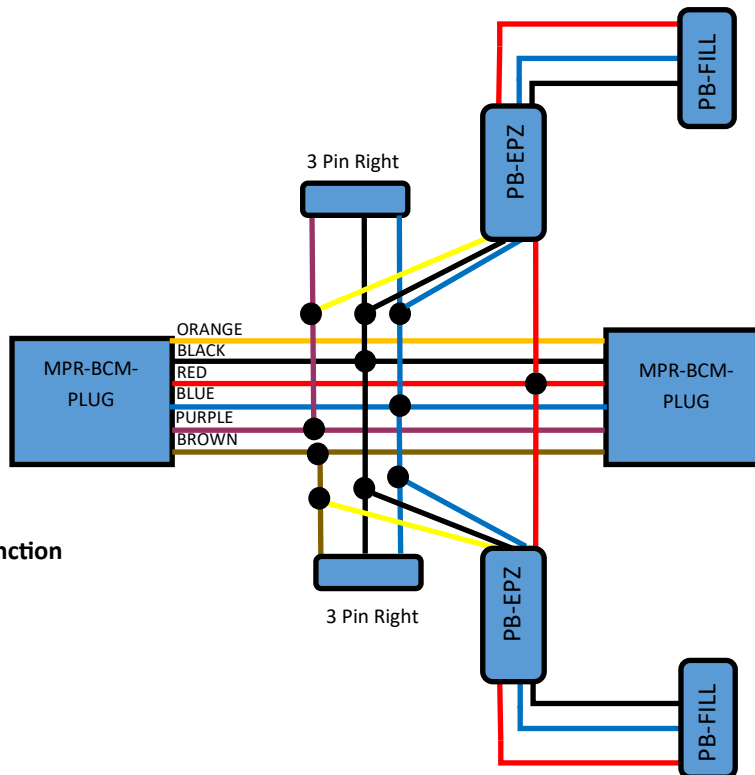 PB-FILL
PB-EPZ
3 Pin Right
ORANGE
BLACK
RED
BLUE
PURPLE
BROWN
MPR-BCM-
PLUG
MPR-BCM-
PLUG
nction
3 Pin Right
PB-EPZ
PB-FILL